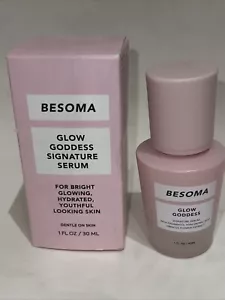 BESOMA
GLOW
GODDESS
SIGNATURE
SERUM
FOR BRIGHT
GLOWING,
HYDRATED,
YOUTHFUL
LOOKING SKIN
GENTLE ON SKIN
1 FL OZ / 30 ML
BESOMA
GLOW
GODDESS